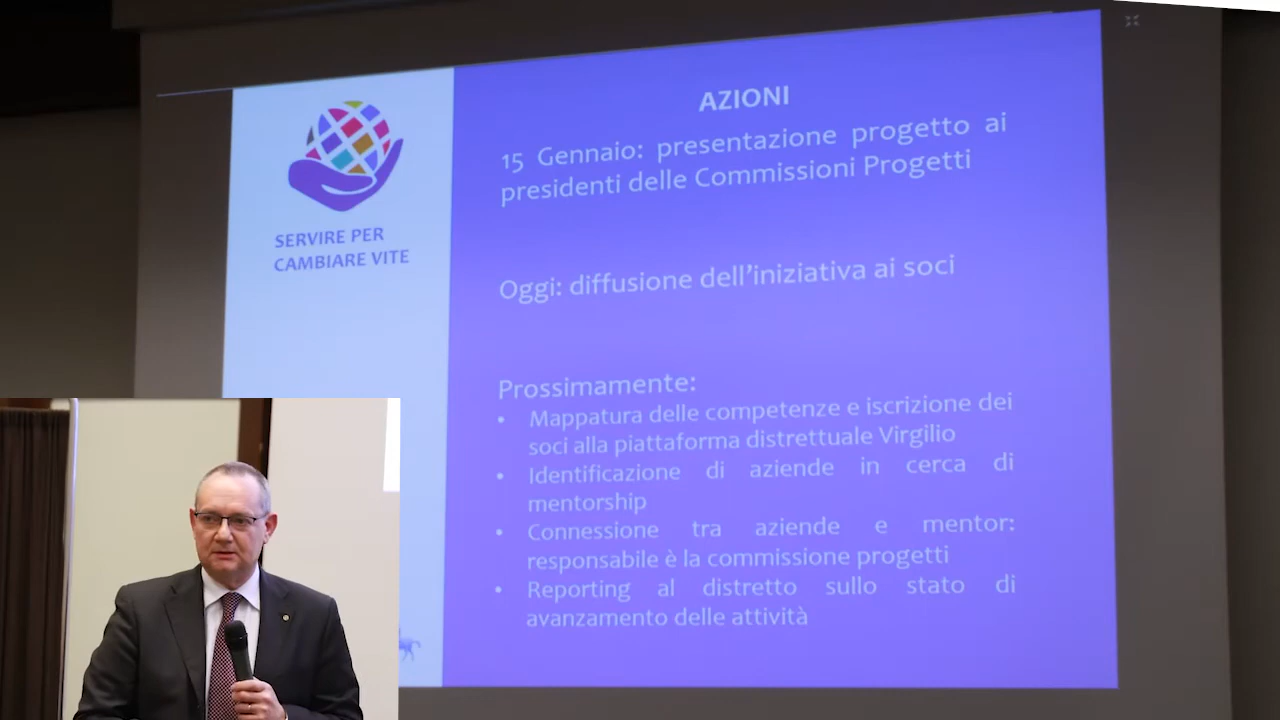 SERVIRE PER
CAMBIARE VITE
AZIONI
15 Gennaio: presentazione progetto ai
presidenti delle Commissioni Progetti
Oggi: diffusione dell'iniziativa ai soci
Prossimamente:
• Mappatura delle competenze e iscrizione dei
soci alla piattaforma distrettuale Virgilio
• Identificazione di aziende in cerca di
mentorship
• Connessione tra aziende e mentor:
responsabile è la commissione progetti
• Reporting al distretto sullo stato di
avanzamento delle attività